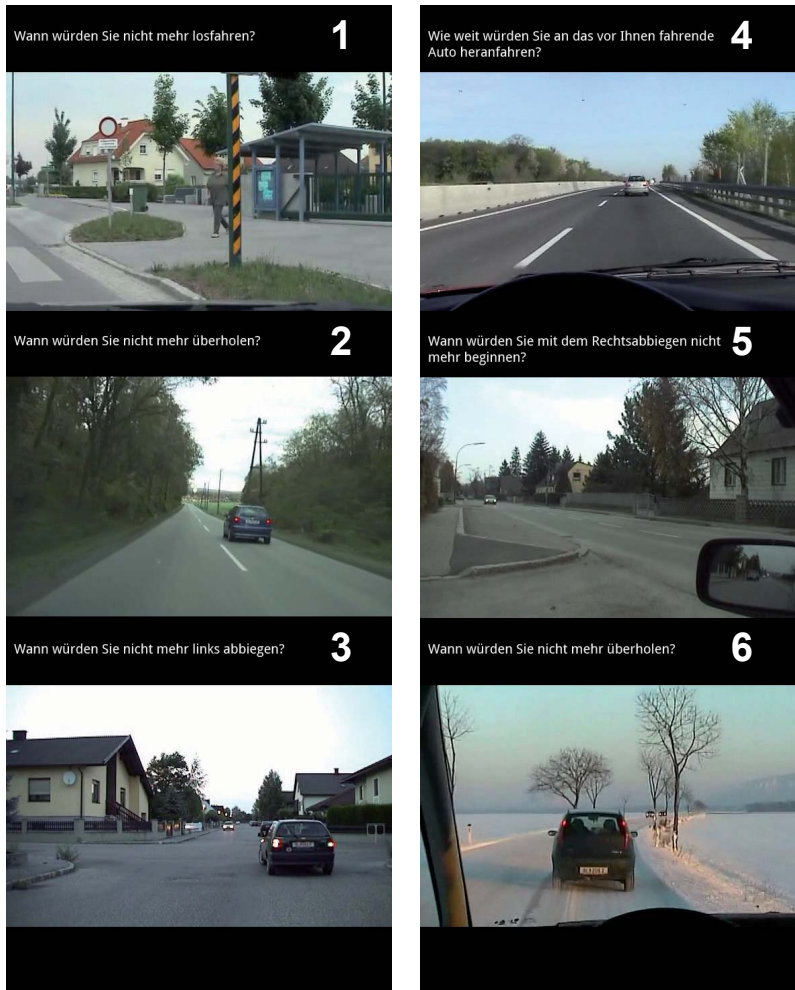 Wann würden Sie nicht mehr losfahren?
1
Wann würden Sie nicht mehr überholen?
2
Wann würden Sie nicht mehr links abbiegen?
3
Wie weit würden Sie an das vor Ihnen fahrende
Auto heranfahren?
4
Wann würden Sie mit dem Rechtsabbiegen nicht
mehr beginnen?
5
Wann würden Sie nicht mehr überholen?
6